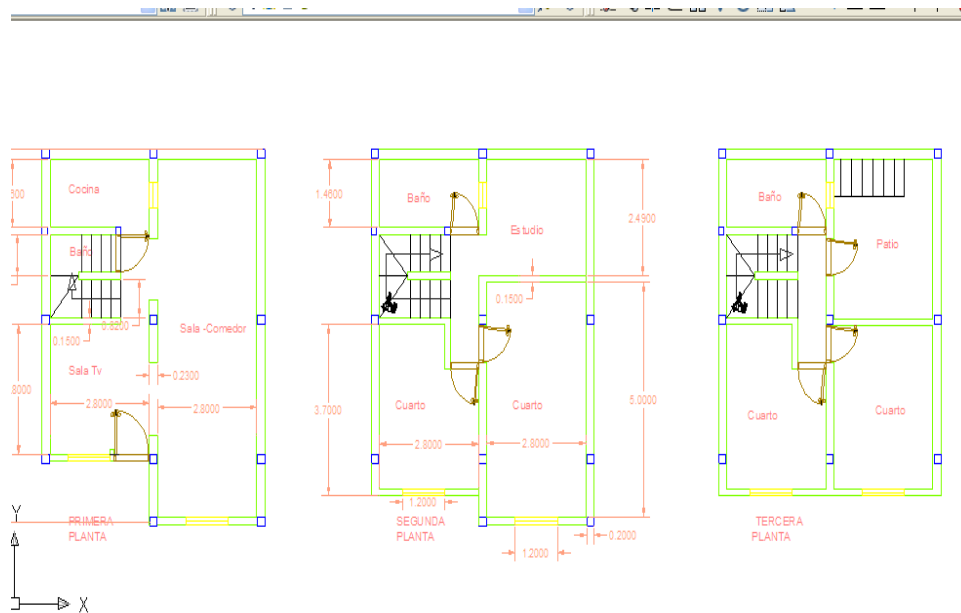 Cocina
Baño
0.3200
0.1500
Sala -Comedor
Sala Tv
0.2300
2.8000
2.8000
PRIMERA
PLANTA
1.4600
Baño
Estudio
2.4900
0.1500
3.7000
Cuarto
Cuarto
5.0000
2.8000
2.8000
1.2000
SEGUNDA
PLANTA
0.2000
1.2000
Baño
Patio
Cuarto
Cuarto
TERCERA
PLANTA
Y
X